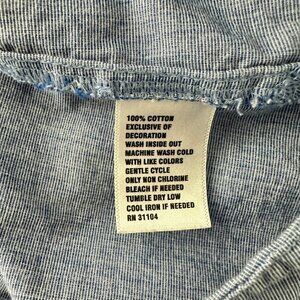 100% COTTON
EXCLUSIVE OF
DECORATION
WASH INSIDE OUT
MACHINE WASH COLD
WITH LIKE COLORS
GENTLE CYCLE
ONLY NON CHLORINE
BLEACH IF NEEDED
TUMBLE DRY LOW
COOL IRON IF NEEDED
RN 31104